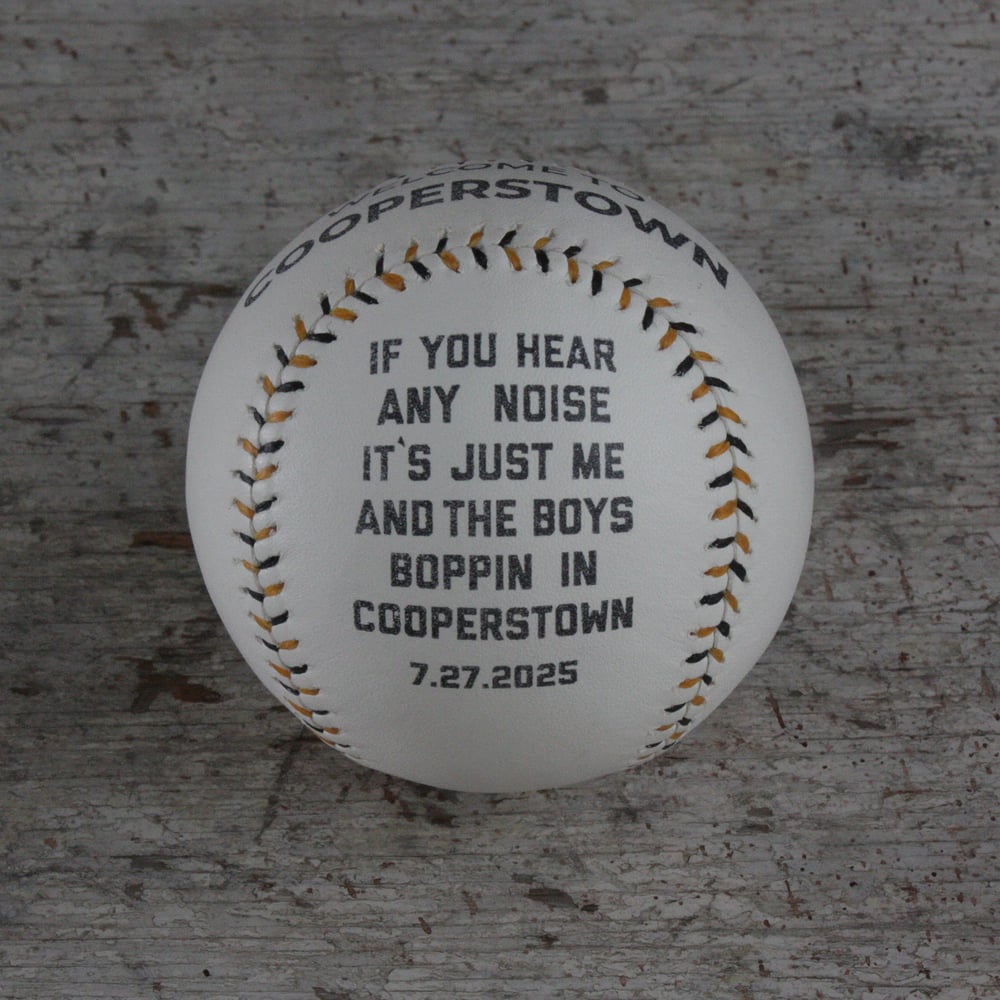 WELCOME TO
COOPERSTOWN
IF YOU HEAR
ANY NOISE
IT'S JUST ME
AND THE BOYS
BOPPIN IN
COOPERSTOWN
7.27.2025